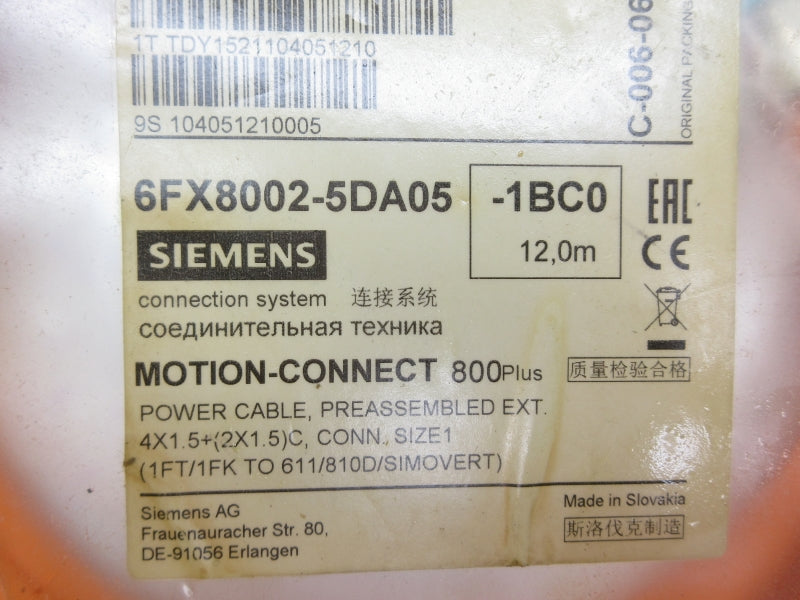 1T TDY1521104051210
9S 104051210005
C-006-06
ORIGINAL PACKING
6FX8002-5DA05 -1BC0
12,0m
EAC
CE
SIEMENS
connection system 连接系统
соединительная техника
MOTION-CONNECT 800Plus 质量检验合格
POWER CABLE, PREASSEMBLED EXT.
4X1.5+(2X1.5)C, CONN. SIZE1
(1FT/1FK TO 611/810D/SIMOVERT)
Siemens AG
Frauenauracher Str. 80,
DE-91056 Erlangen
Made in Slovakia
斯洛伐克制造